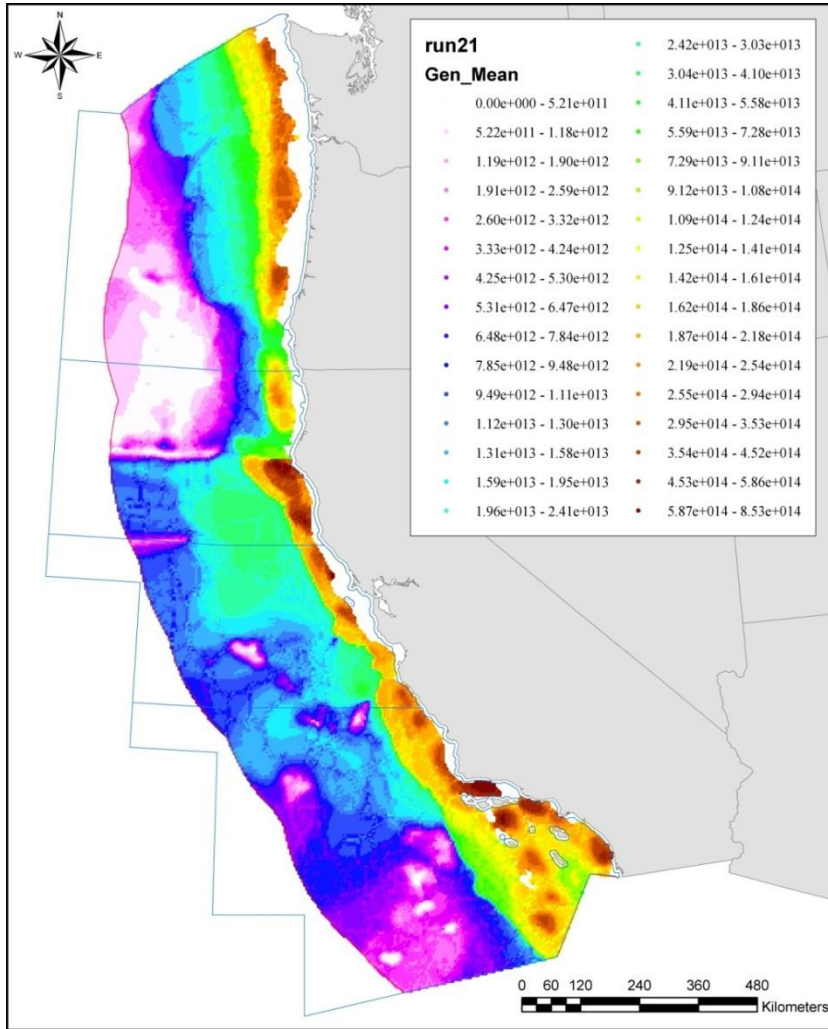 N
W
E
S
run21
Gen_Mean
0.00e+000 - 5.21e+011
5.22e+011 - 1.18e+012
1.19e+012 - 1.90e+012
1.91e+012 - 2.59e+012
2.60e+012 - 3.32e+012
3.33e+012 - 4.24e+012
4.25e+012 - 5.30e+012
5.31e+012 - 6.47e+012
6.48e+012 - 7.84e+012
7.85e+012 - 9.48e+012
9.49e+012 - 1.11e+013
1.12e+013 - 1.30e+013
1.31e+013 - 1.58e+013
1.59e+013 - 1.95e+013
1.96e+013 - 2.41e+013
2.42e+013 - 3.03e+013
3.04e+013 - 4.10e+013
4.11e+013 - 5.58e+013
5.59e+013 - 7.28e+013
7.29e+013 - 9.11e+013
9.12e+013 - 1.08e+014
1.09e+014 - 1.24e+014
1.25e+014 - 1.41e+014
1.42e+014 - 1.61e+014
1.62e+014 - 1.86e+014
1.87e+014 - 2.18e+014
2.19e+014 - 2.54e+014
2.55e+014 - 2.94e+014
2.95e+014 - 3.53e+014
3.54e+014 - 4.52e+014
4.53e+014 - 5.86e+014
5.87e+014 - 8.53e+014
0 60 120 240 360 480
Kilometers